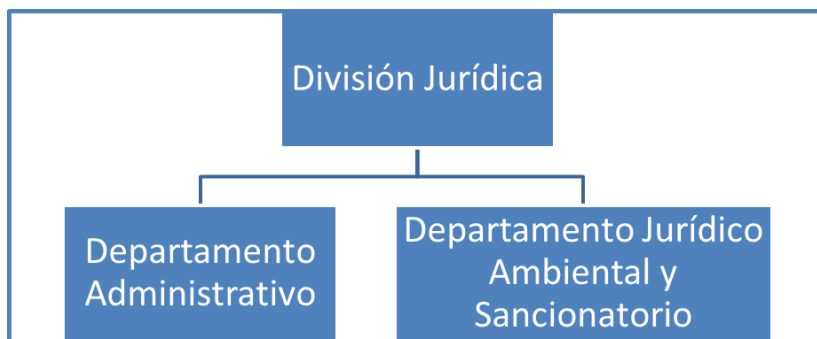 División Jurídica
Departamento
Administrativo
Departamento Jurídico
Ambiental y
Sancionatorio